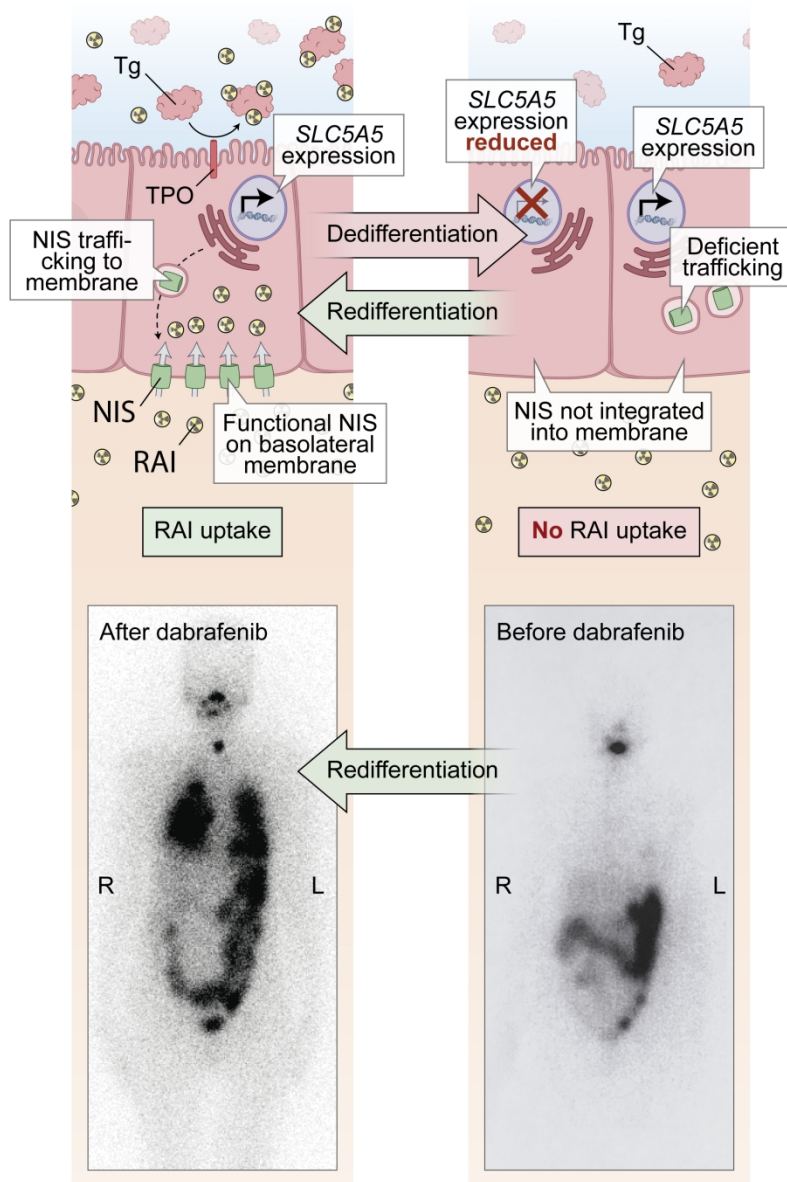 Tg
SLC5A5
expression
TPO
NIS traffi-
cking to
membrane
NIS
RAI
Functional NIS
on basolateral
membrane
RAI uptake
Dedifferentiation
Redifferentiation
SLC5A5
expression
reduced
Tg
SLC5A5
expression
Deficient
trafficking
NIS not integrated
into membrane
No RAI uptake
After dabrafenib
R
L
Redifferentiation
Before dabrafenib
R
L